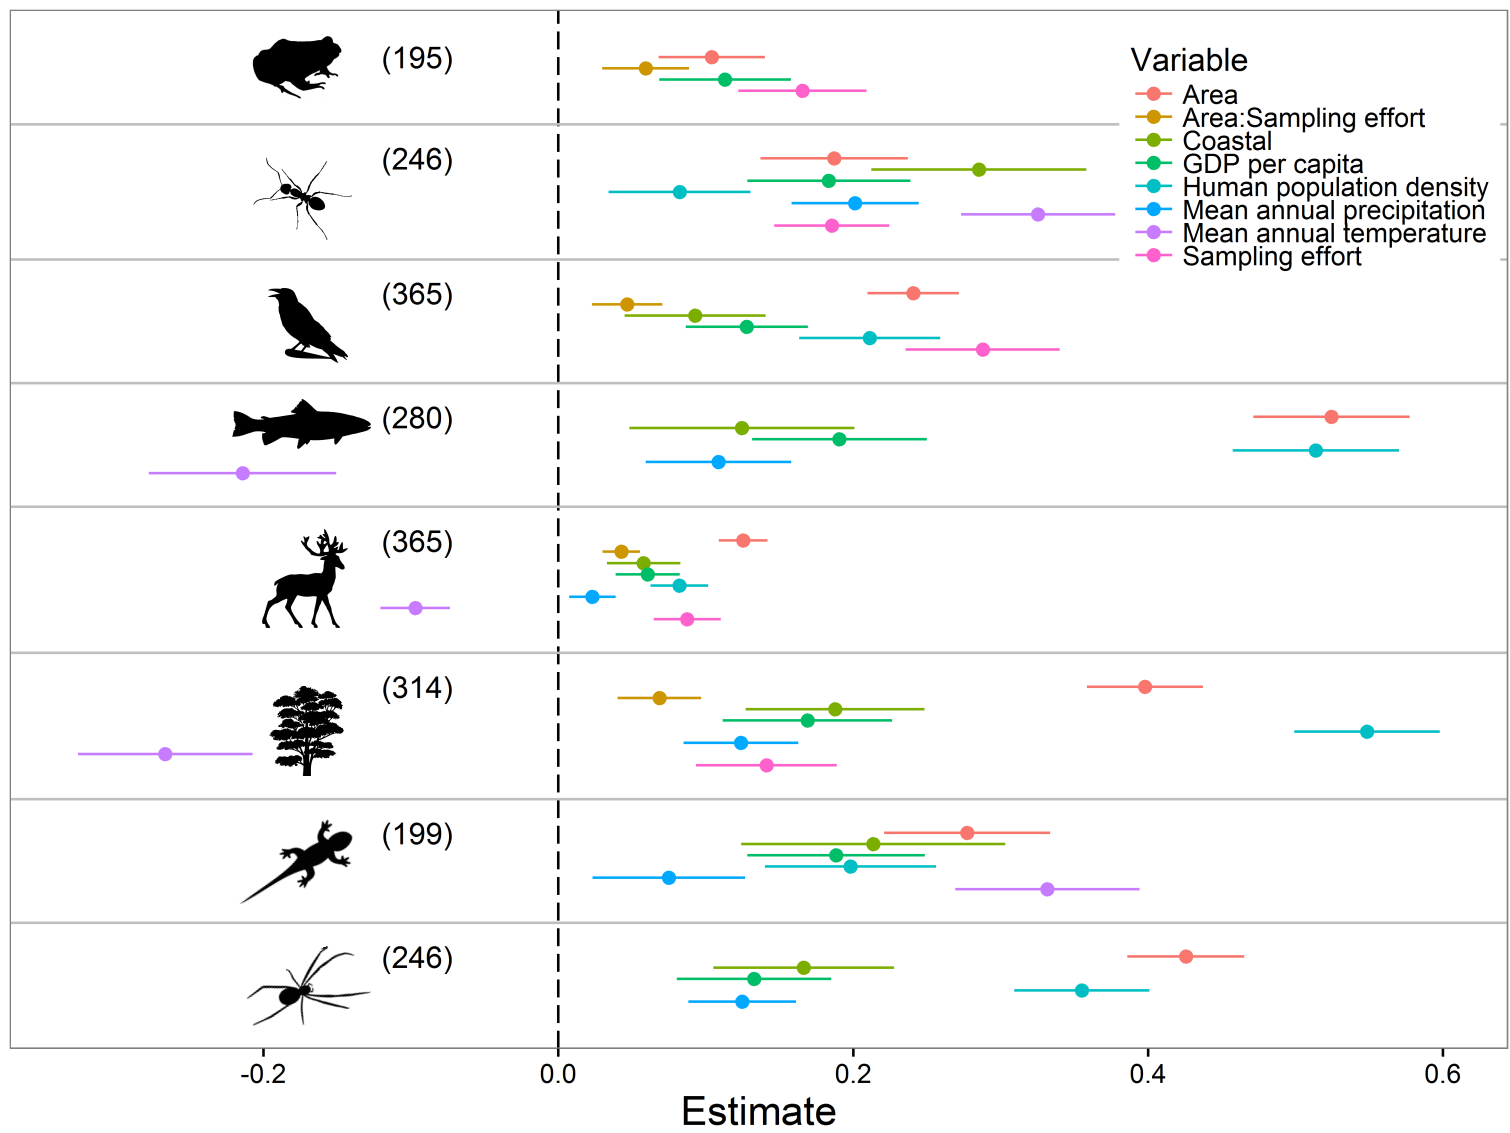 (195)
Variable
Area
Area:Sampling effort
Coastal
GDP per capita
Human population density
Mean annual precipitation
Mean annual temperature
Sampling effort
(246)
(365)
(280)
(365)
(314)
(199)
(246)
-0.2 0.0 0.2 0.4 0.6
Estimate